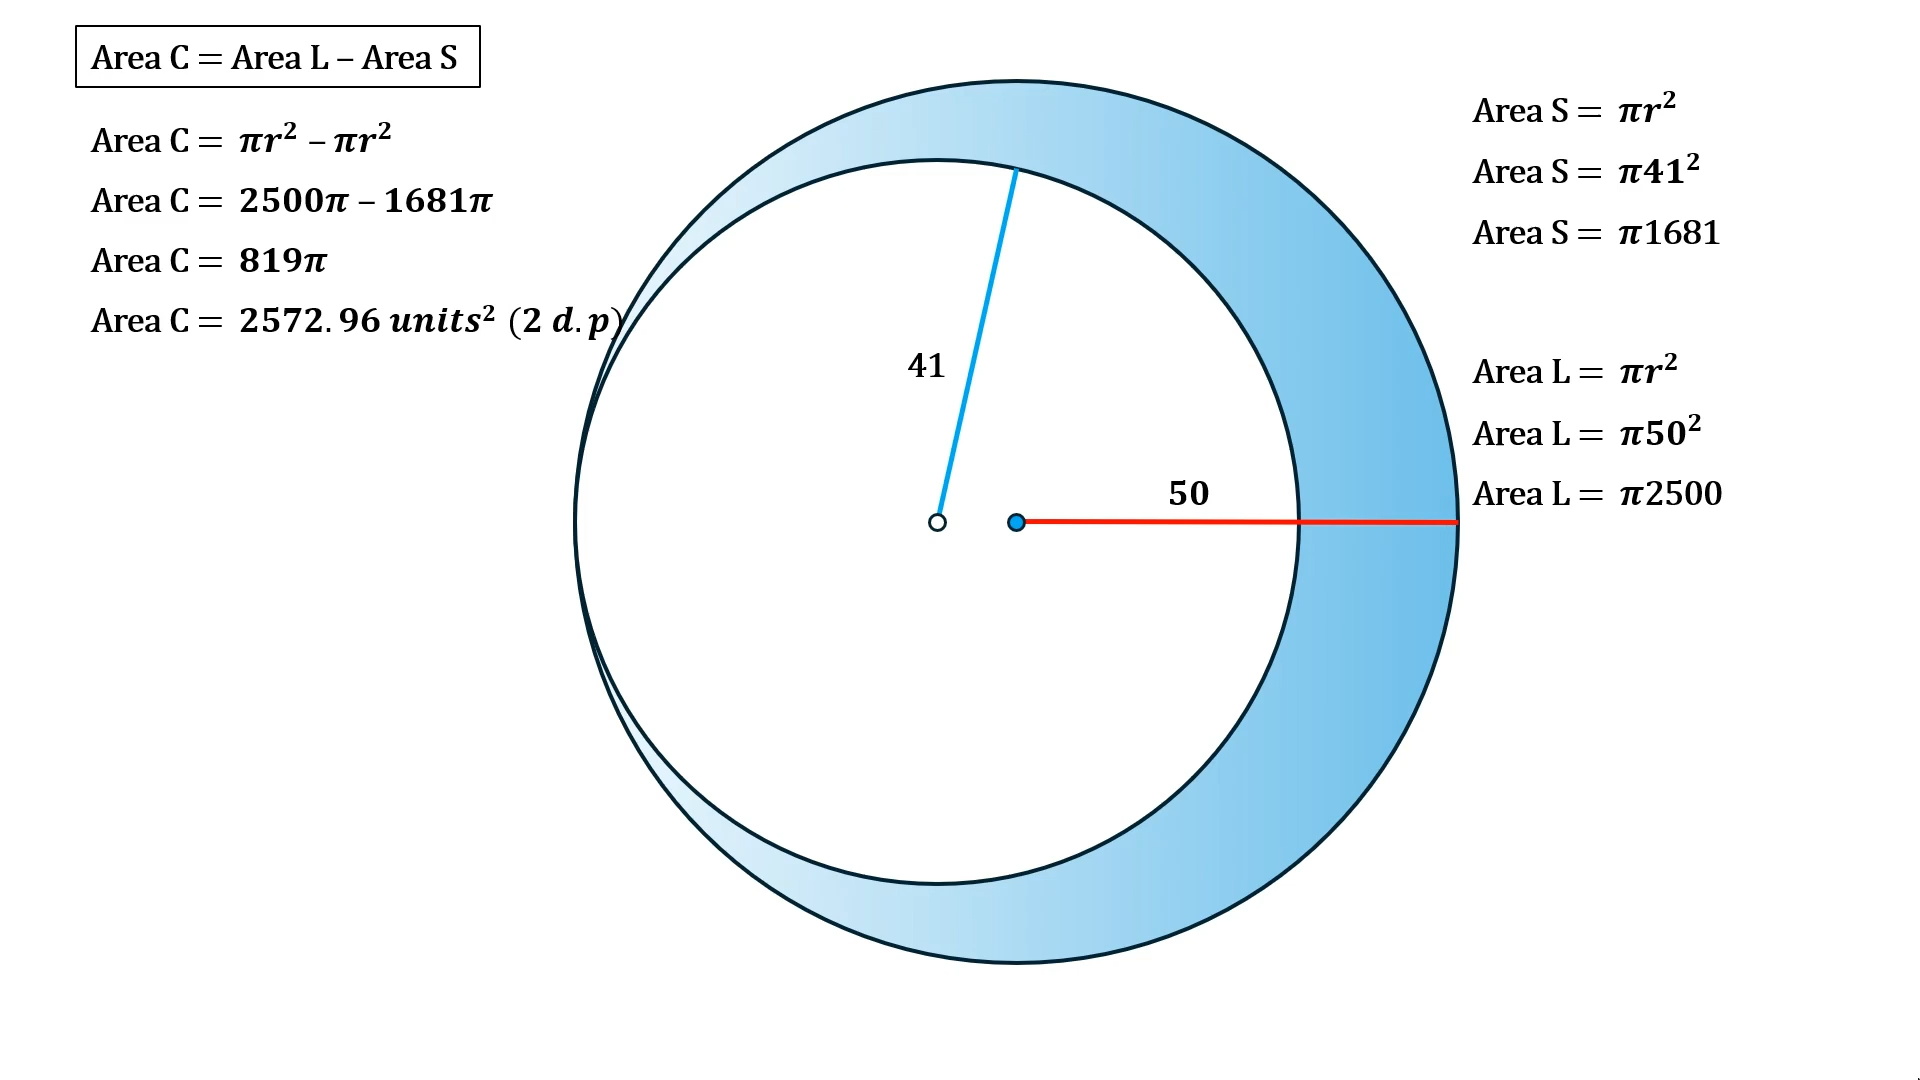 Area C = Area L – Area S
Area C = πr² – πr²
Area C = 2500π – 1681π
Area C = 819π
Area C = 2572.96 units² (2 d.p)
41
50
Area S = πr²
Area S = π41²
Area S = π1681
Area L = πr²
Area L = π50²
Area L = π2500